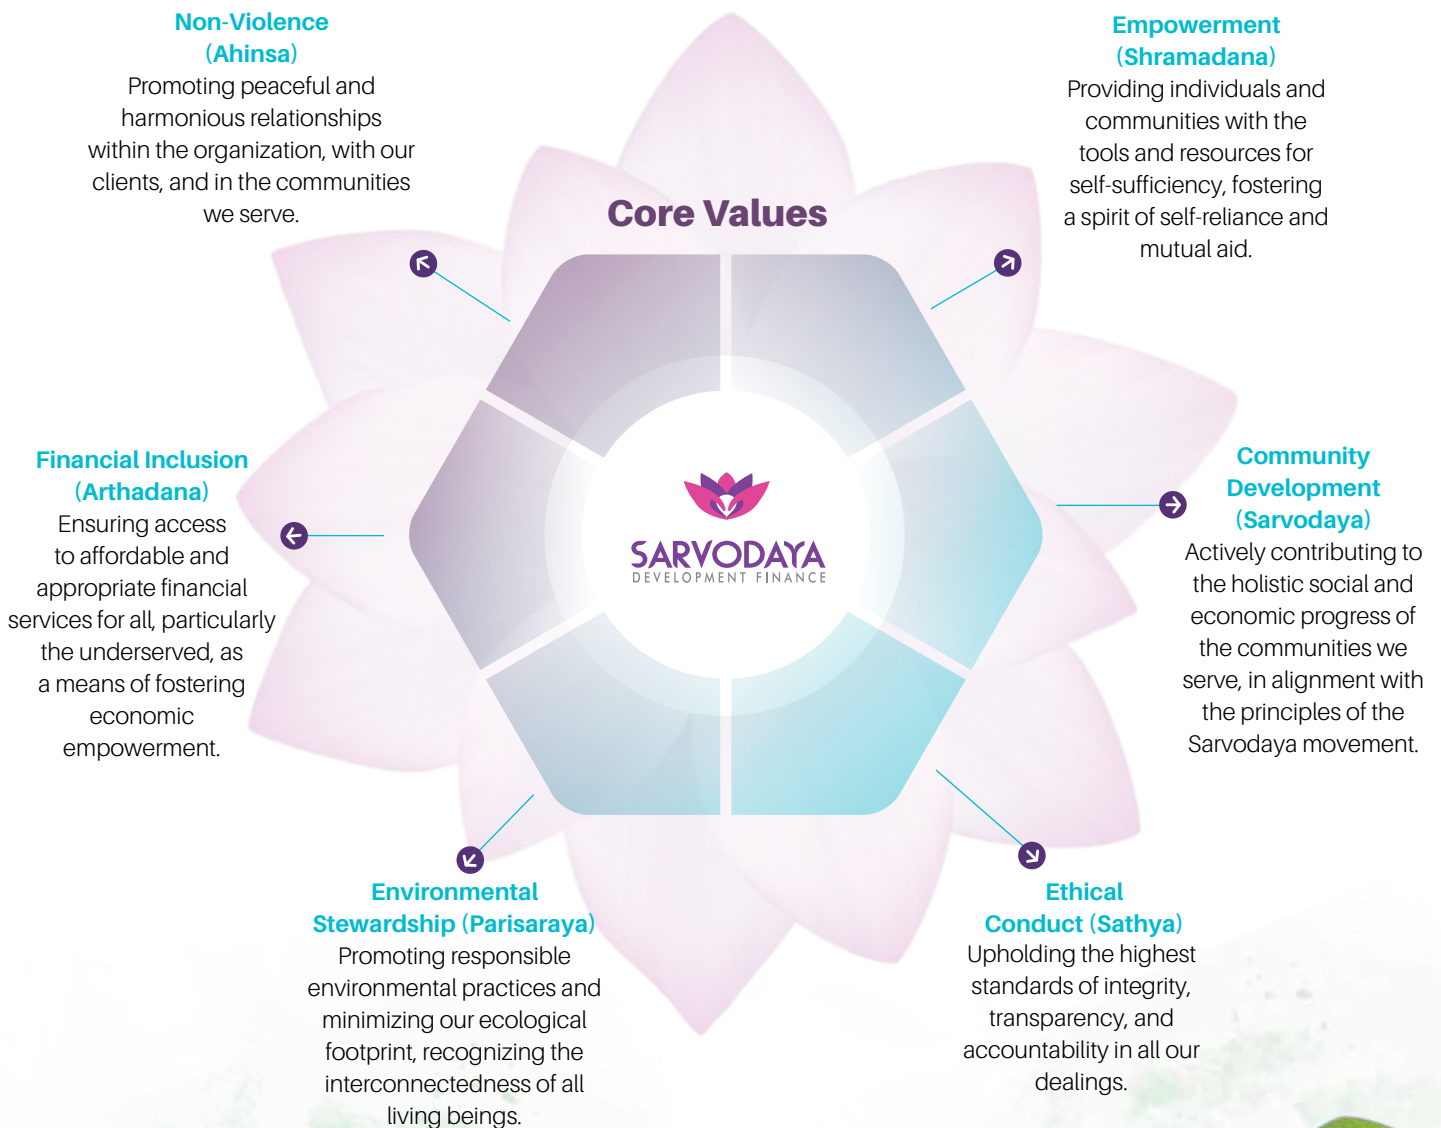 Non-Violence
(Ahinsa)
Promoting peaceful and
harmonious relationships
within the organization, with our
clients, and in the communities
we serve.
Empowerment
(Shramadana)
Providing individuals and
communities with the
tools and resources for
self-sufficiency, fostering
a spirit of self-reliance and
mutual aid.
Core Values
Financial Inclusion
(Arthadana)
Ensuring access
to affordable and
appropriate financial
services for all, particularly
the underserved, as
a means of fostering
economic
empowerment.
SARVODAYA
DEVELOPMENT FINANCE
Community
Development
(Sarvodaya)
Actively contributing to
the holistic social and
economic progress of
the communities we
serve, in alignment with
the principles of the
Sarvodaya movement.
Environmental
Stewardship (Parisaraya)
Promoting responsible
environmental practices and
minimizing our ecological
footprint, recognizing the
interconnectedness of all
living beings.
Ethical
Conduct (Sathya)
Upholding the highest
standards of integrity,
transparency, and
accountability in all our
dealings.